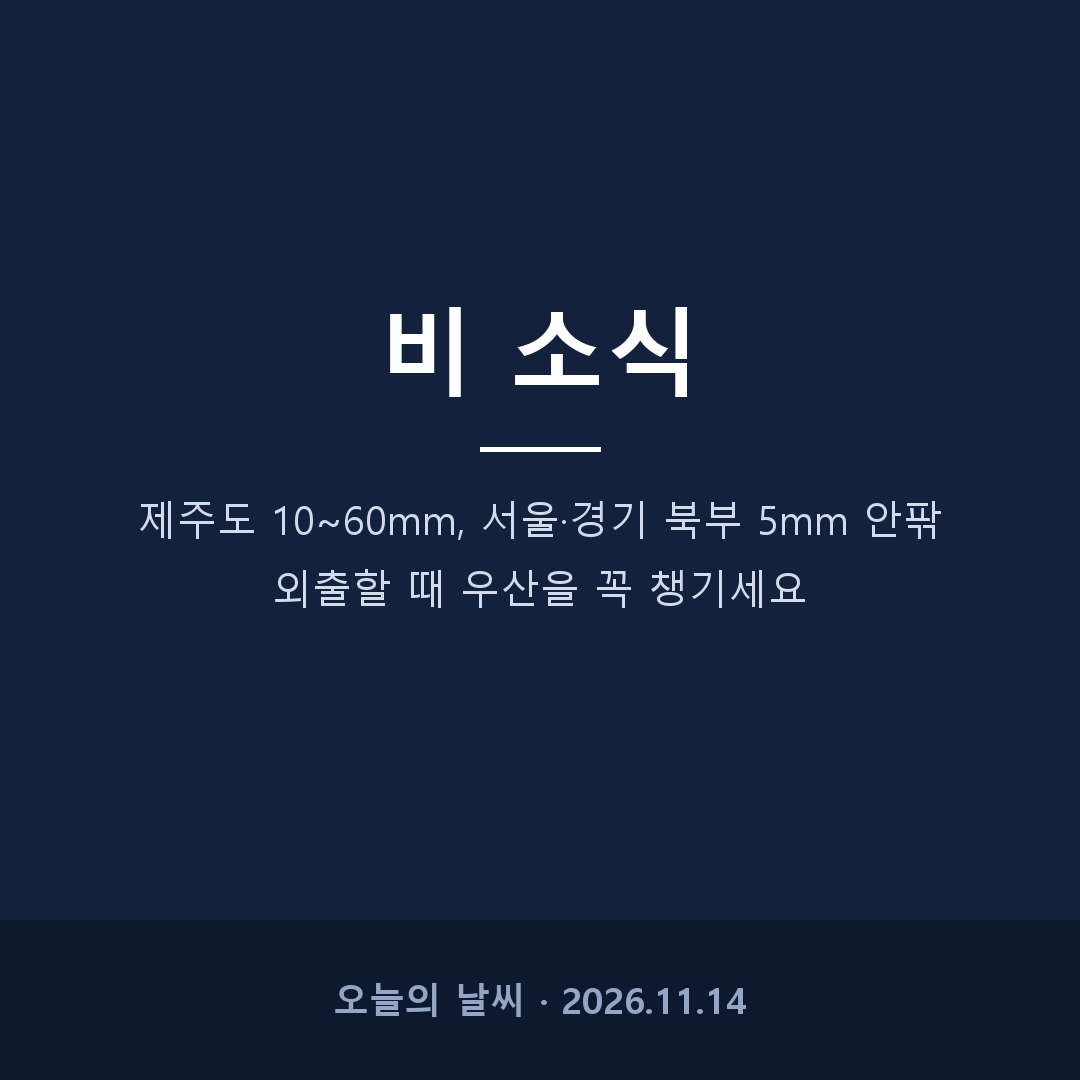 비 소식
제주도 10~60mm, 서울·경기 북부 5mm 안팎
외출할 때 우산을 꼭 챙기세요
오늘의 날씨 · 2026.11.14